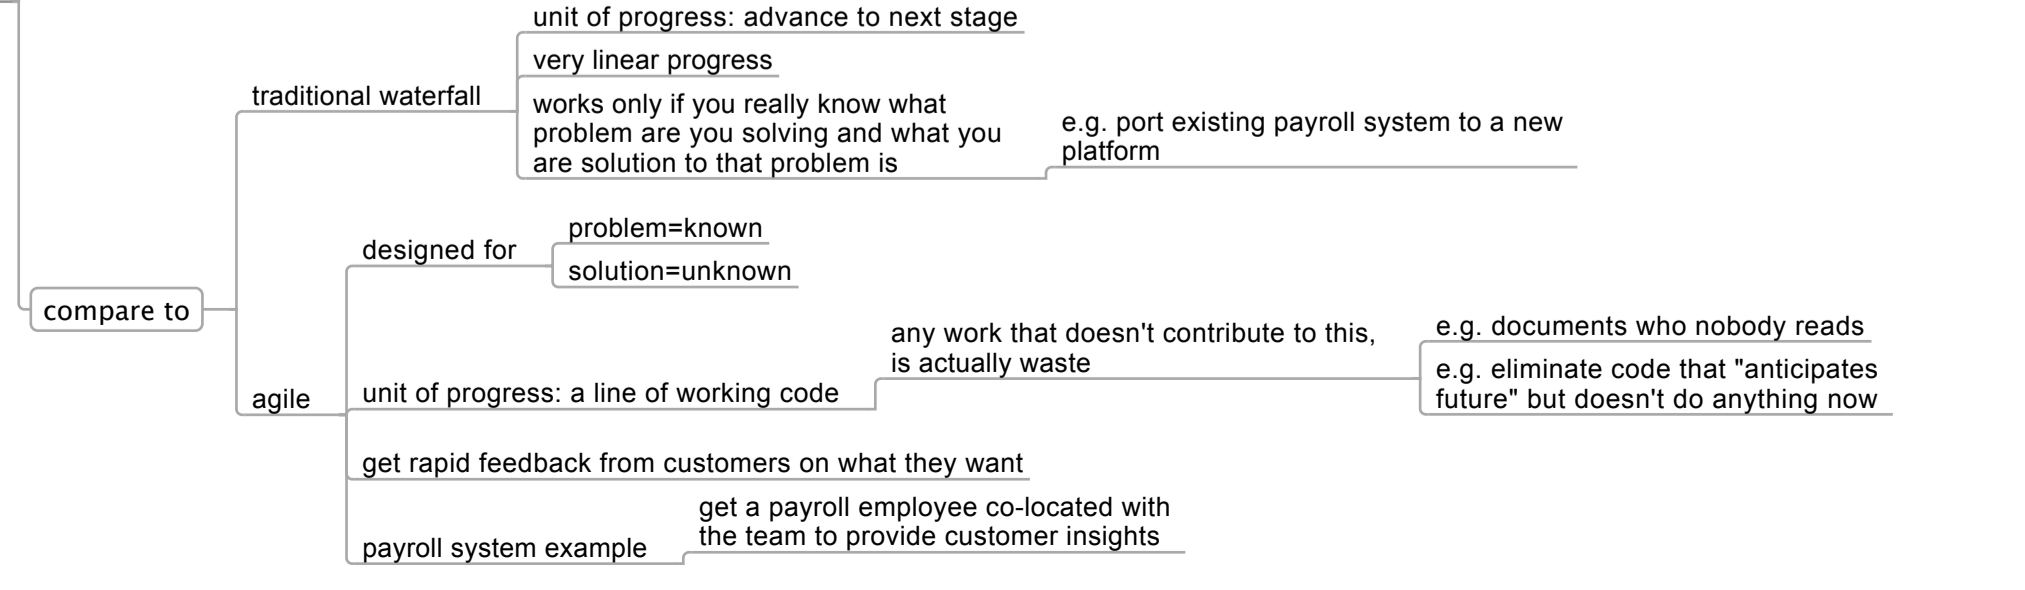 unit of progress: advance to next stage
very linear progress
traditional waterfall
works only if you really know what
problem are you solving and what you
are solution to that problem is
e.g. port existing payroll system to a new
platform
problem=known
designed for
solution=unknown
compare to
any work that doesn't contribute to this,
is actually waste
e.g. documents who nobody reads
e.g. eliminate code that "anticipates
future" but doesn't do anything now
unit of progress: a line of working code
agile
get rapid feedback from customers on what they want
get a payroll employee co-located with
the team to provide customer insights
payroll system example